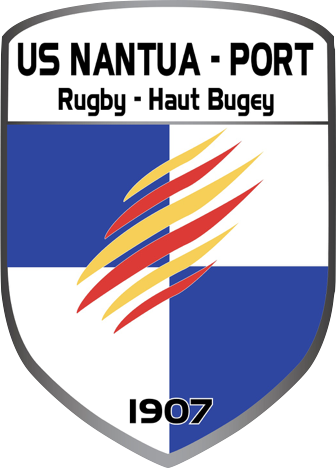 US NANTUA - PORT
Rugby - Haut Bugey
1907